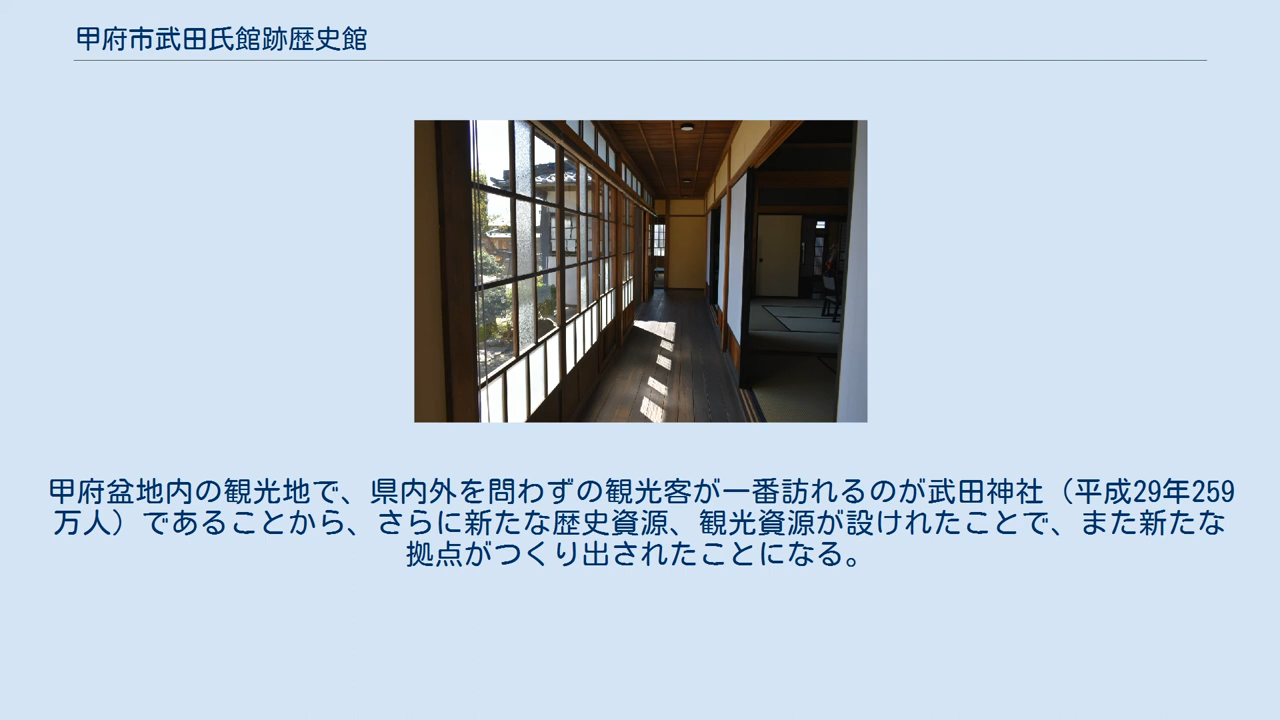 甲府市武田氏館跡歴史館
甲府盆地内の観光地で、県内外を問わずの観光客が一番訪れるのが武田神社（平成29年259
万人）であることから、さらに新たな歴史資源、観光資源が設けれたことで、また新たな
拠点がつくり出されたことになる。